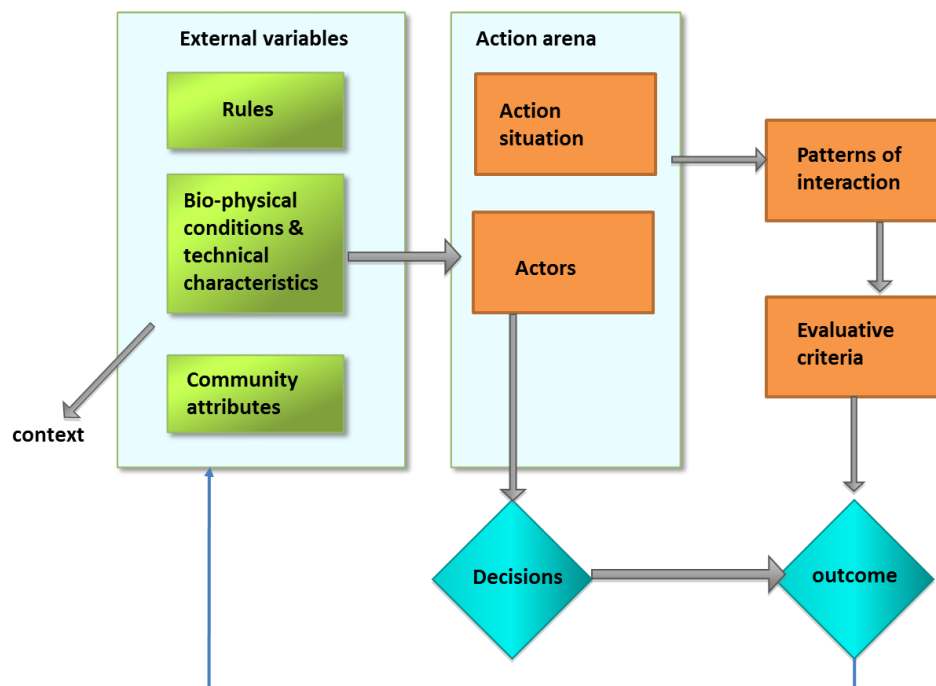 External variables
Rules
Bio-physical
conditions &
technical
characteristics
Community
attributes
context
Action arena
Action
situation
Actors
Patterns of
interaction
Evaluative
criteria
Decisions
outcome